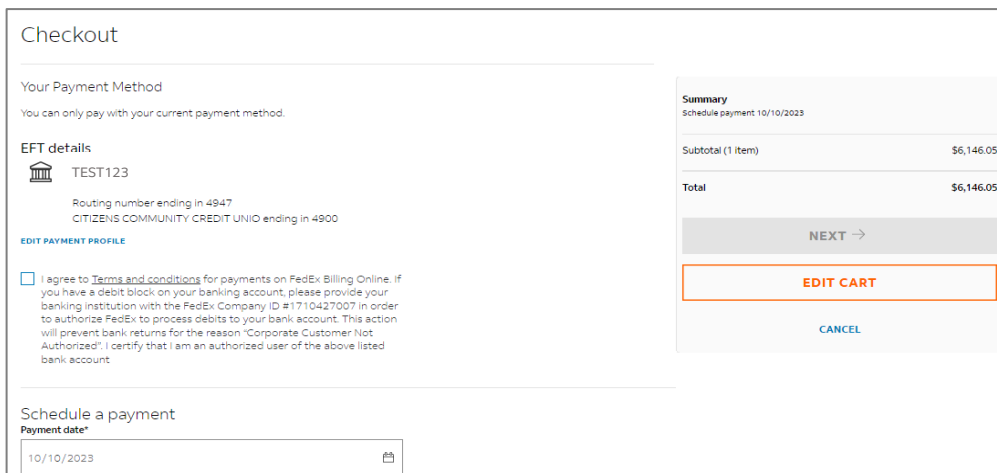 Checkout
Your Payment Method
You can only pay with your current payment method.
EFT details
TEST123
Routing number ending in 4947
CITIZENS COMMUNITY CREDIT UNIO ending in 4900
EDIT PAYMENT PROFILE
I agree to Terms and conditions for payments on FedEx Billing Online. If
you have a debit block on your banking account, please provide your
banking institution with the FedEx Company ID #1710427007 in order
to authorize FedEx to process debits to your bank account. This action
will prevent bank returns for the reason "Corporate Customer Not
Authorized". I certify that I am an authorized user of the above listed
bank account
Schedule a payment
Payment date*
10/10/2023
Summary
Schedule payment 10/10/2023
Subtotal (1 item) $6,146.05
Total $6,146.05
NEXT →
EDIT CART
CANCEL